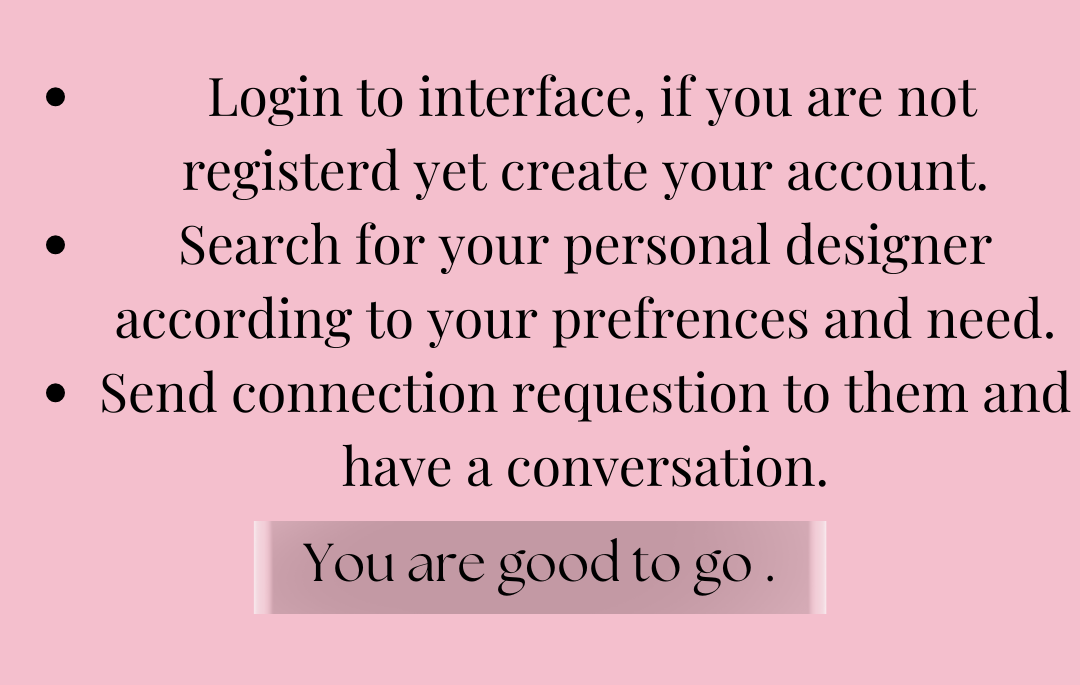 • Login to interface, if you are not
registerd yet create your account.
• Search for your personal designer
according to your prefrences and need.
• Send connection requestion to them and
have a conversation.
You are good to go .